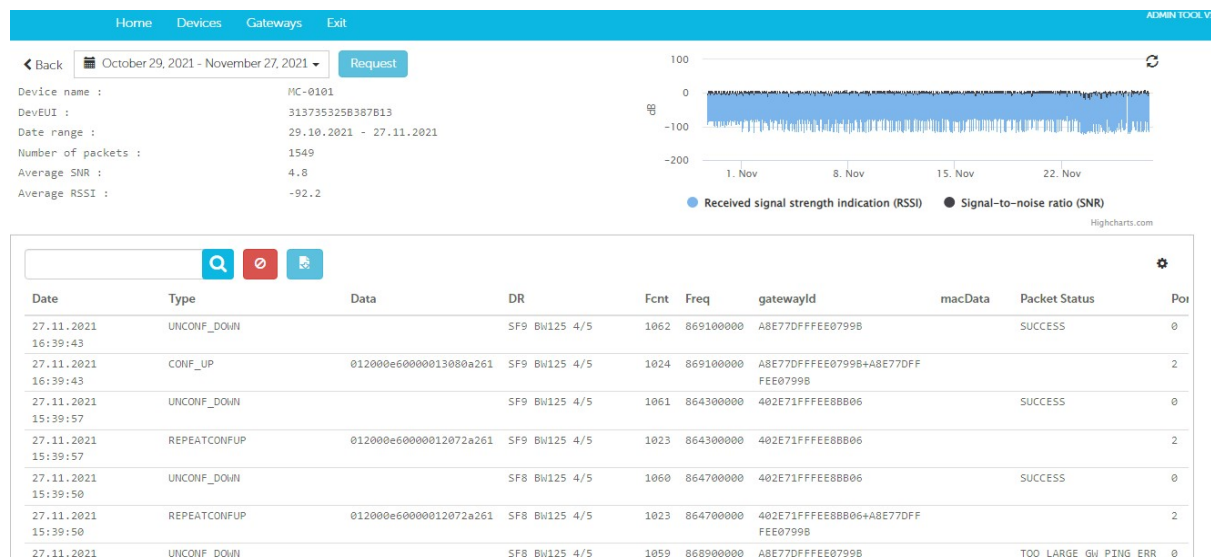 Home Devices Gateways Exit
ADMIN TOOL V
Back October 29, 2021 - November 27, 2021 Request
Device name : MC-0101
DevEUI : 313735325B387B13
Date range : 29.10.2021 - 27.11.2021
Number of packets : 1549
Average SNR : 4.8
Average RSSI : -92.2
100
0
-100
-200
dB
1. Nov 8. Nov 15. Nov 22. Nov
Received signal strength indication (RSSI) Signal-to-noise ratio (SNR)
Highcharts.com
Date Type Data DR Fcnt Freq gatewayId macData Packet Status Por
27.11.2021 UNCONF_DOWN SF9 BW125 4/5 1062 869100000 A8E77DFFFEE0799B SUCCESS 0
16:39:43
27.11.2021 CONF_UP 012000e60000013080a261 SF9 BW125 4/5 1024 869100000 A8E77DFFFEE0799B+A8E77DFF 2
16:39:43 FEE0799B
27.11.2021 UNCONF_DOWN SF9 BW125 4/5 1061 864300000 402E71FFFEE8BB06 SUCCESS 0
15:39:57
27.11.2021 REPEATCONFUP 012000e60000012072a261 SF9 BW125 4/5 1023 864300000 402E71FFFEE8BB06 2
15:39:57
27.11.2021 UNCONF_DOWN SF8 BW125 4/5 1060 864700000 402E71FFFEE8BB06 SUCCESS 0
15:39:50
27.11.2021 REPEATCONFUP 012000e60000012072a261 SF8 BW125 4/5 1023 864700000 402E71FFFEE8BB06+A8E77DFF 2
15:39:50 FEE0799B
27.11.2021 UNCONF_DOWN SF8 BW125 4/5 1059 868900000 A8E77DFFFEE0799B TOO_LARGE_GW_PING_ERR 0